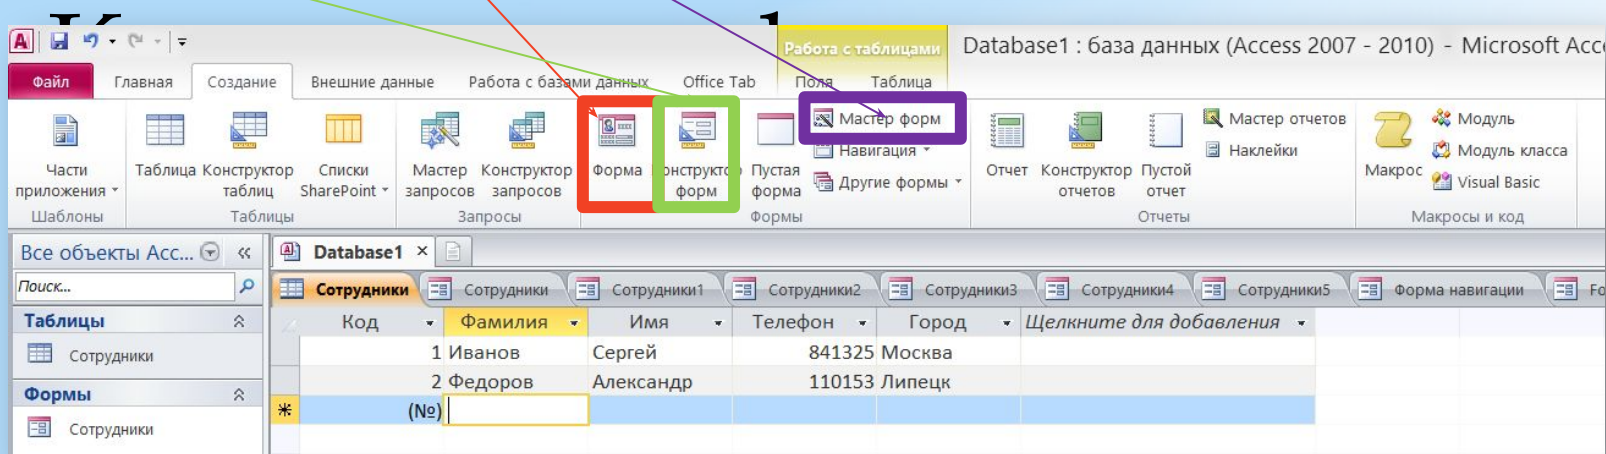 Работа с таблицами
Database1 : база данных (Access 2007 - 2010) - Microsoft Acc
Файл Главная Создание Внешние данные Работа с базами данных Office Tab Поля Таблица
Части приложения
Таблица
Конструктор таблиц
Списки SharePoint
Мастер запросов
Конструктор запросов
Форма
Конструктор форм
Пустая форма
Мастер форм
Навигация
Другие формы
Отчет
Конструктор отчетов
Пустой отчет
Мастер отчетов
Наклейки
Макрос
Модуль
Модуль класса
Visual Basic
Шаблоны Таблицы Запросы Формы Отчеты Макросы и код
Все объекты Acc...
Database1
Поиск...
Сотрудники Сотрудники Сотрудники1 Сотрудники2 Сотрудники3 Сотрудники4 Сотрудники5 Форма навигации Fo
Таблицы
Сотрудники
Формы
Сотрудники
Код Фамилия Имя Телефон Город Щелкните для добавления
1 Иванов Сергей 841325 Москва
2 Федоров Александр 110153 Липецк
(№)